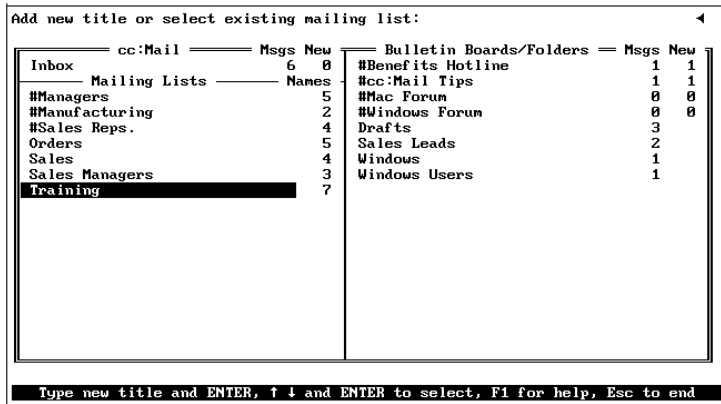 Add new title or select existing mailing list:
cc:Mail Msgs New
Inbox 6 0
Mailing Lists Names
#Managers 5
#Manufacturing 2
#Sales Reps. 4
Orders 5
Sales 4
Sales Managers 3
Training 7
Bulletin Boards/Folders Msgs New
#Benefits Hotline 1 1
#cc:Mail Tips 1 1
#Mac Forum 0 0
#Windows Forum 0 0
Drafts 3
Sales Leads 2
Windows 1
Windows Users 1
Type new title and ENTER, ↑ ↓ and ENTER to select, F1 for help, Esc to end